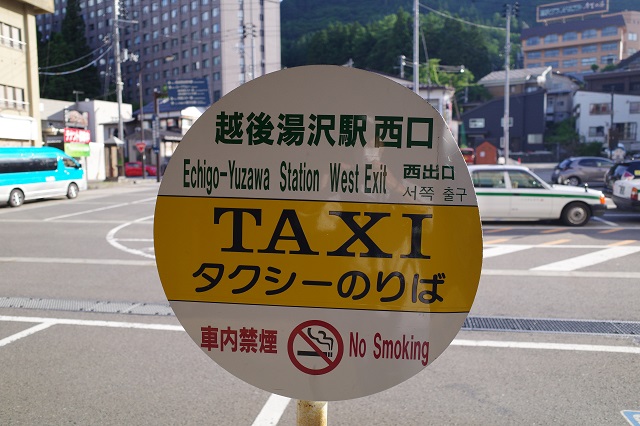 越後湯沢駅 西口
Echigo-Yuzawa Station West Exit 西出口
서쪽 출구
TAXI
タクシーのりば
車内禁煙 No Smoking